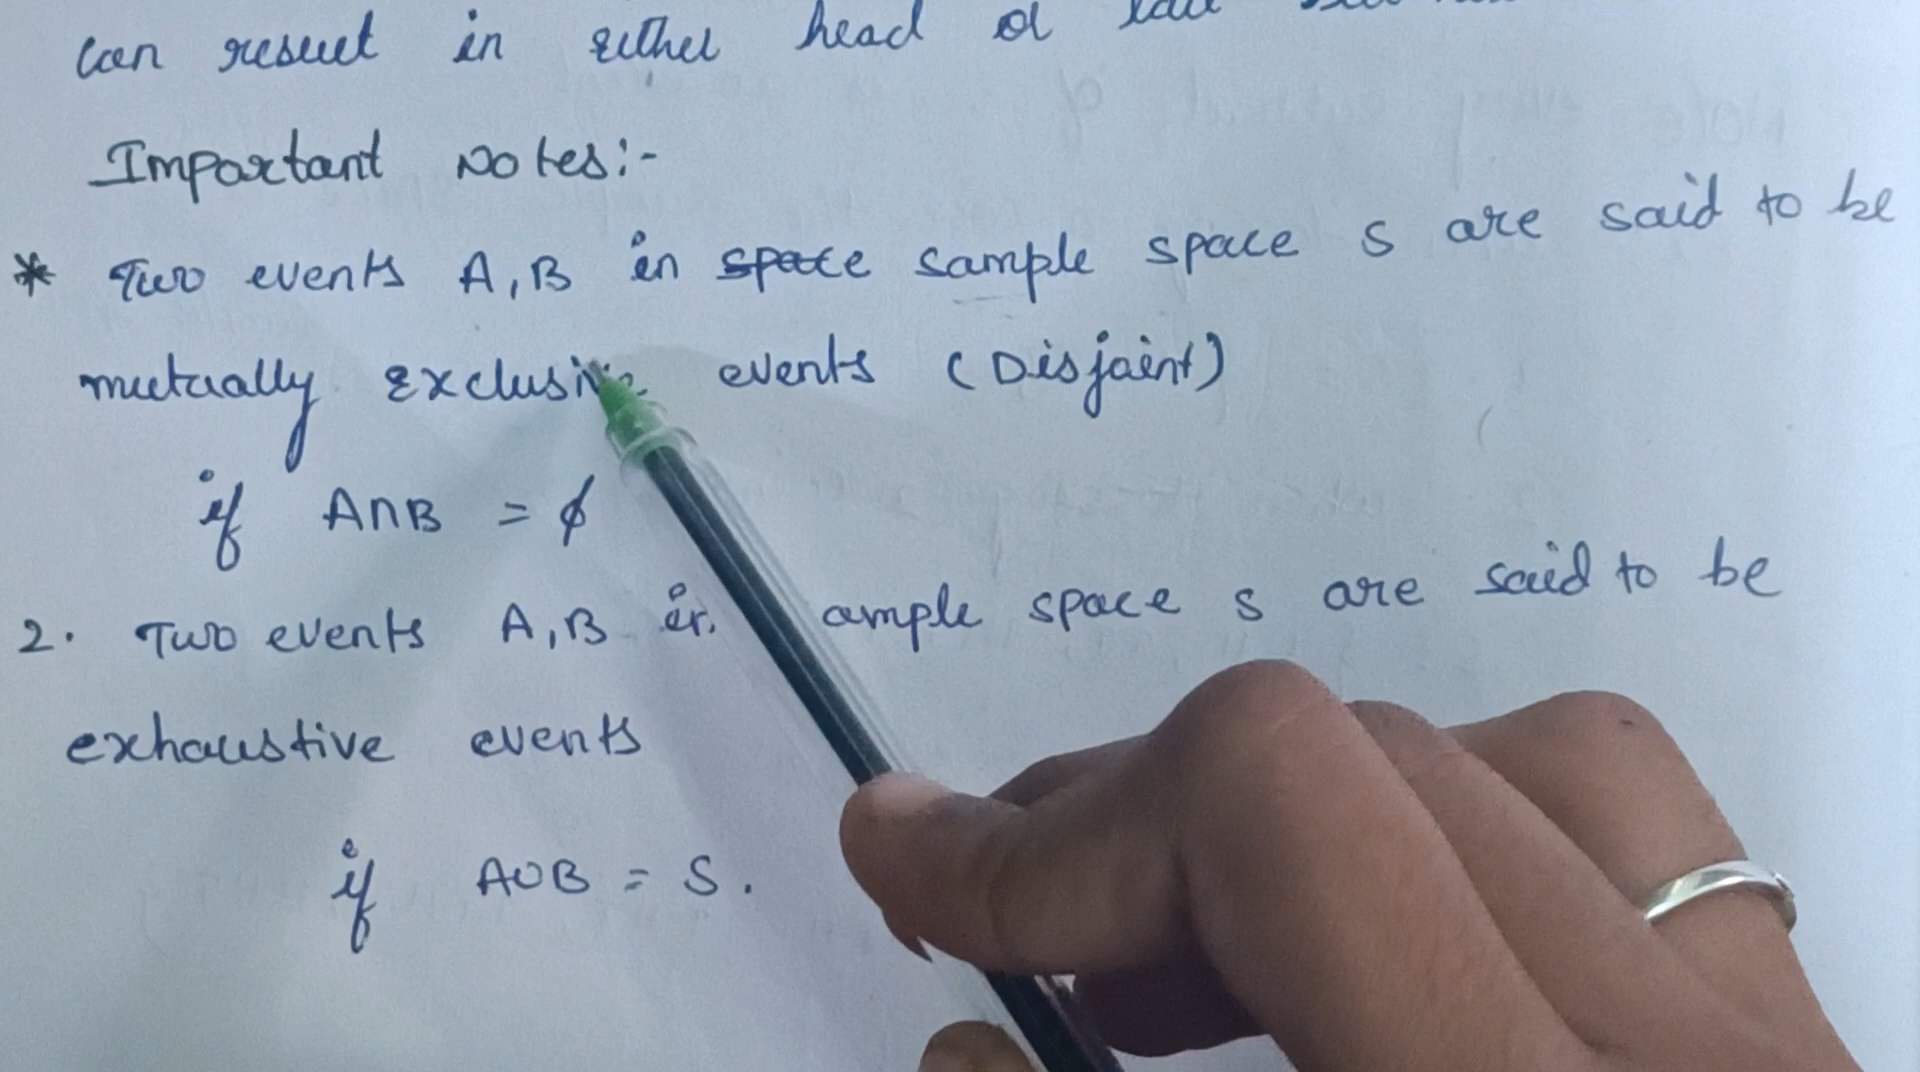 can result in either head or
Important Notes:-
* Two events A, B in space sample space S are said to be
mutually exclusive events (Disjoint)
if A∩B = ϕ
2. Two events A, B in ample space S are said to be
exhaustive events
if A∪B = S.